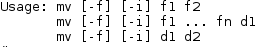 Usage: mv [-f] [-i] f1 f2
mv [-f] [-i] f1 ... fn d1
mv [-f] [-i] d1 d2